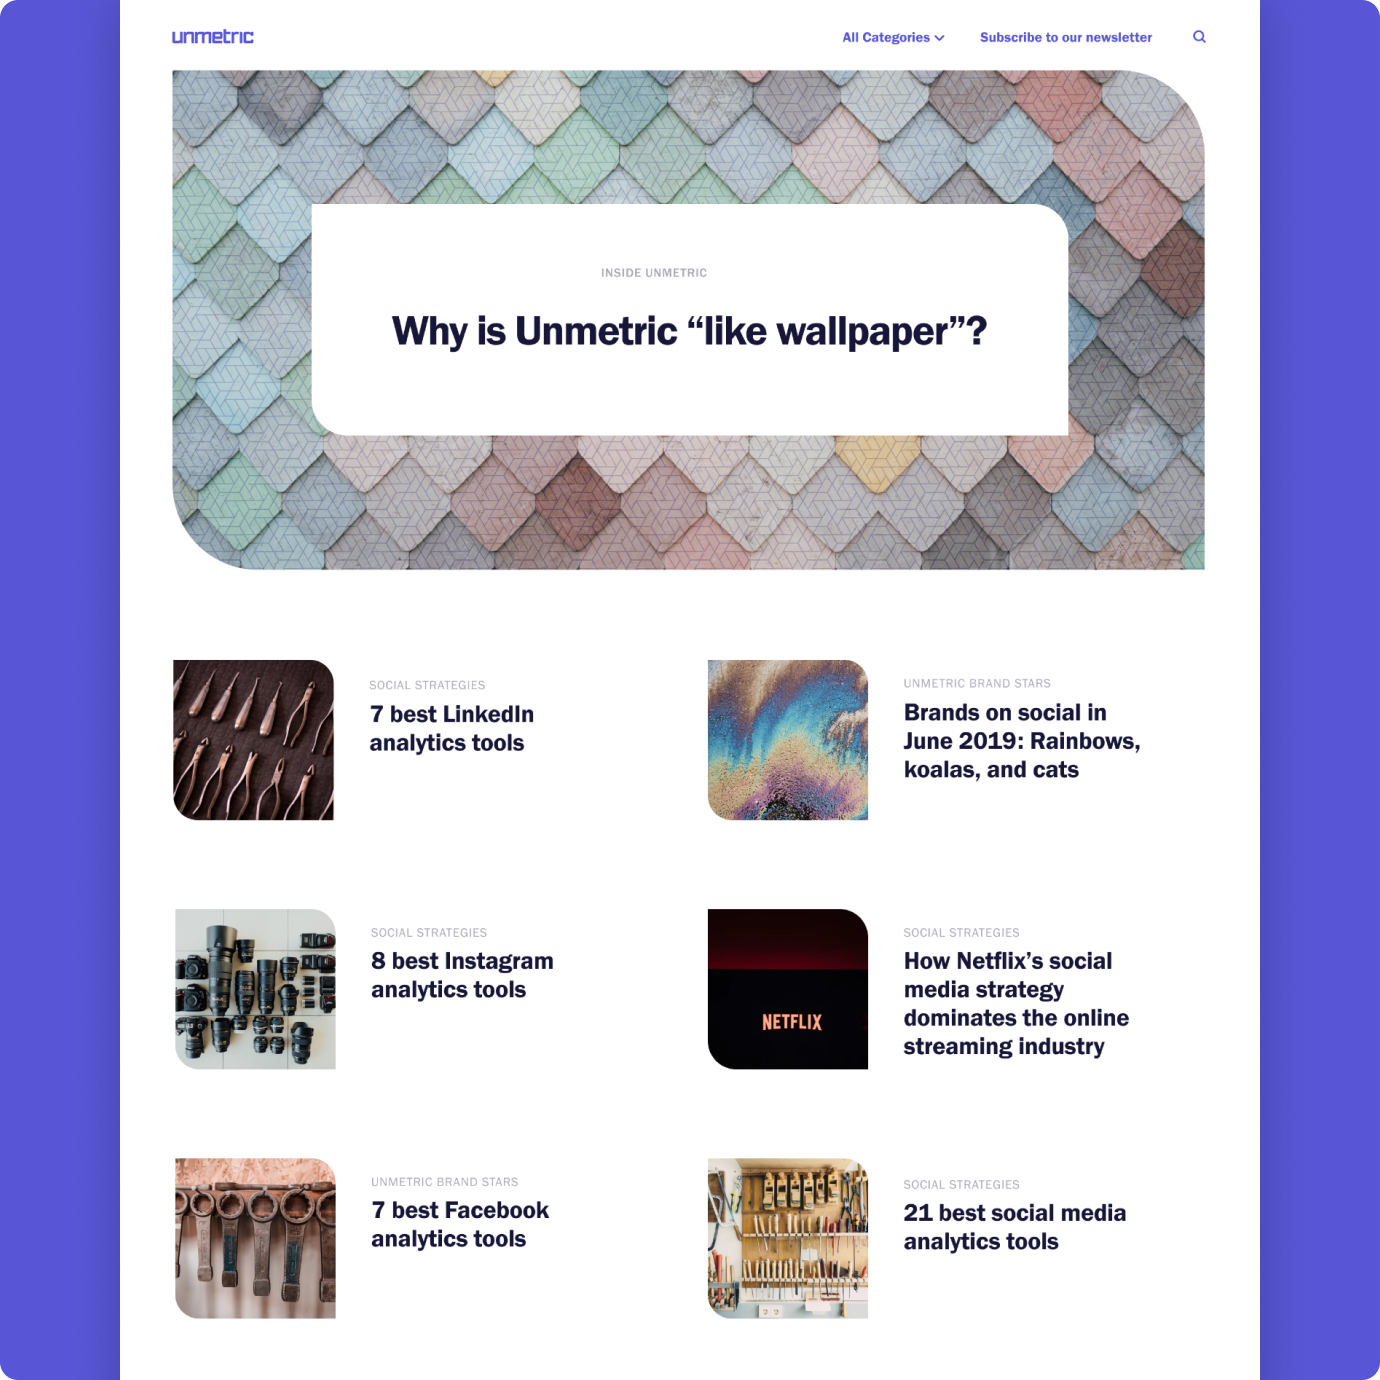 unmetric
All Categories
Subscribe to our newsletter
INSIDE UNMETRIC
Why is Unmetric “like wallpaper”?
SOCIAL STRATEGIES
7 best LinkedIn
analytics tools
UNMETRIC BRAND STARS
Brands on social in
June 2019: Rainbows,
koalas, and cats
SOCIAL STRATEGIES
8 best Instagram
analytics tools
NETFLIX
SOCIAL STRATEGIES
How Netflix’s social
media strategy
dominates the online
streaming industry
UNMETRIC BRAND STARS
7 best Facebook
analytics tools
SOCIAL STRATEGIES
21 best social media
analytics tools